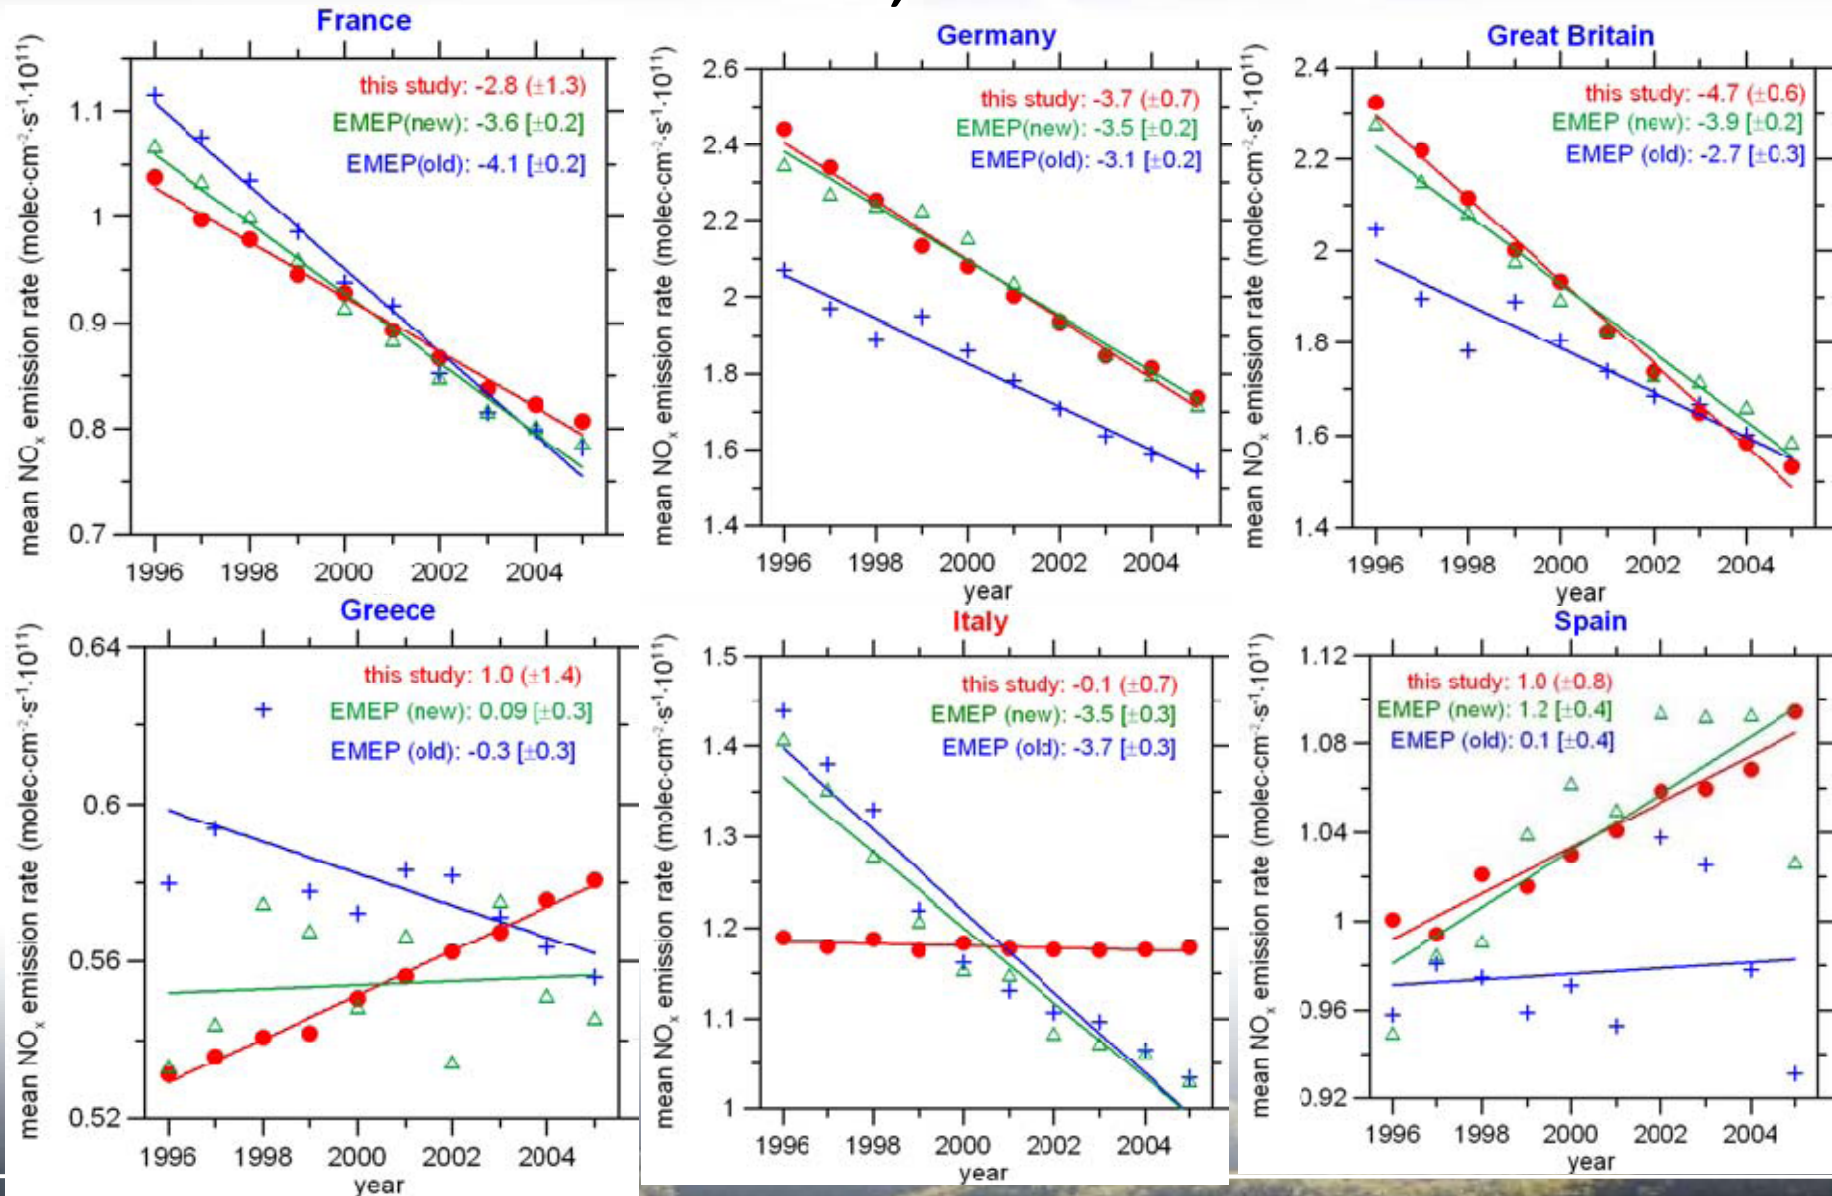 France
mean NOx emission rate (molec·cm⁻²·s⁻¹·10¹¹)
this study: -2.8 (±1.3)
EMEP(new): -3.6 [±0.2]
EMEP(old): -4.1 [±0.2]
1.1
1
0.9
0.8
0.7
1996 1998 2000 2002 2004
Germany
mean NOx emission rate (molec·cm⁻²·s⁻¹·10¹¹)
this study: -3.7 (±0.7)
EMEP(new): -3.5 [±0.2]
EMEP(old): -3.1 [±0.2]
2.6
2.4
2.2
2
1.8
1.6
1.4
1996 1998 2000 2002 2004
year
Great Britain
mean NOx emission rate (molec·cm⁻²·s⁻¹·10¹¹)
this study: -4.7 (±0.6)
EMEP (new): -3.9 [±0.2]
EMEP (old): -2.7 [±0.3]
2.4
2.2
2
1.8
1.6
1.4
1996 1998 2000 2002 2004
year
Greece
mean NOx emission rate (molec·cm⁻²·s⁻¹·10¹¹)
this study: 1.0 (±1.4)
EMEP (new): 0.09 [±0.3]
EMEP (old): -0.3 [±0.3]
0.64
0.6
0.56
0.52
1996 1998 2000 2002 2004
year
Italy
mean NOx emission rate (molec·cm⁻²·s⁻¹·10¹¹)
this study: -0.1 (±0.7)
EMEP (new): -3.5 [±0.3]
EMEP (old): -3.7 [±0.3]
1.5
1.4
1.3
1.2
1.1
1
1996 1998 2000 2002 2004
year
Spain
mean NOx emission rate (molec·cm⁻²·s⁻¹·10¹¹)
this study: 1.0 (±0.8)
EMEP (new): 1.2 [±0.4]
EMEP (old): 0.1 [±0.4]
1.12
1.08
1.04
1
0.96
0.92
1996 1998 2000 2002 2004
year